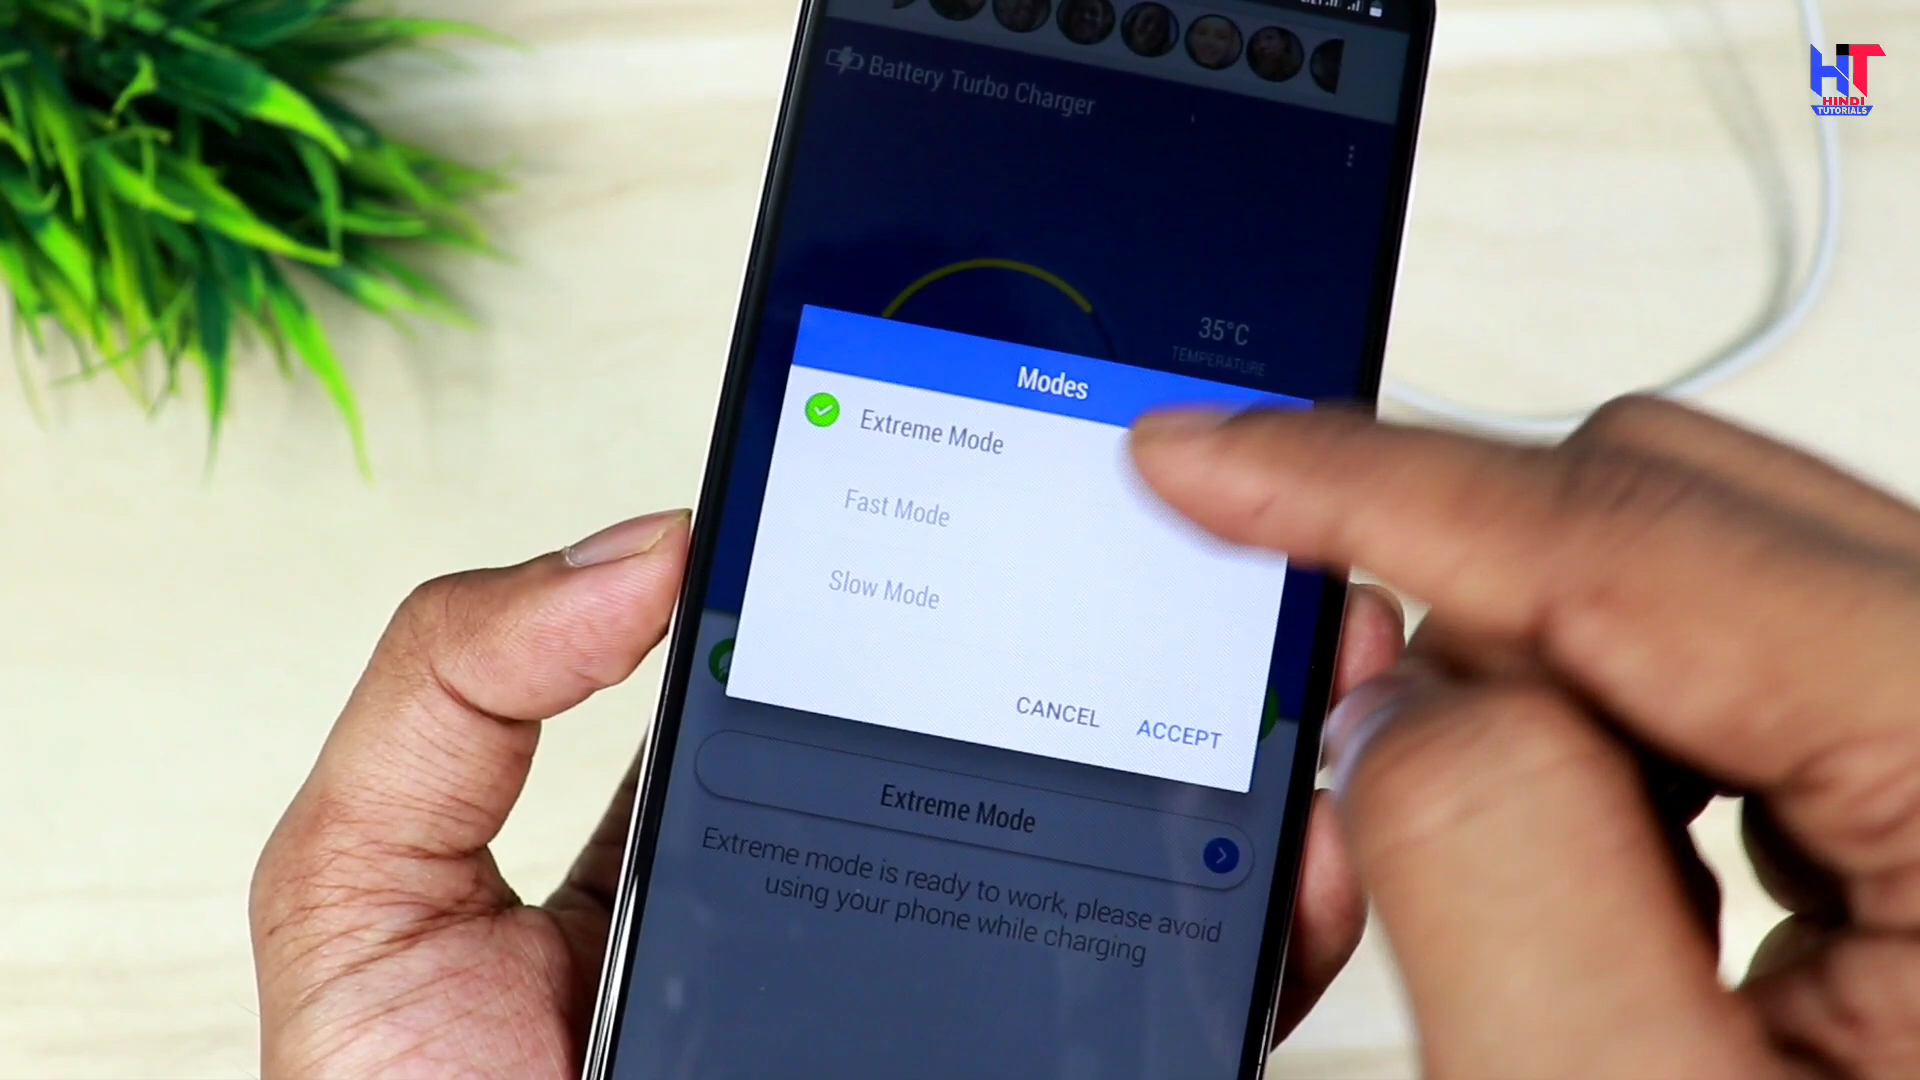 HT
HINDI
TUTORIALS
Battery Turbo Charger
35°C
TEMPERATURE
Modes
Extreme Mode
Fast Mode
Slow Mode
CANCEL
ACCEPT
Extreme Mode
Extreme mode is ready to work, please avoid
using your phone while charging